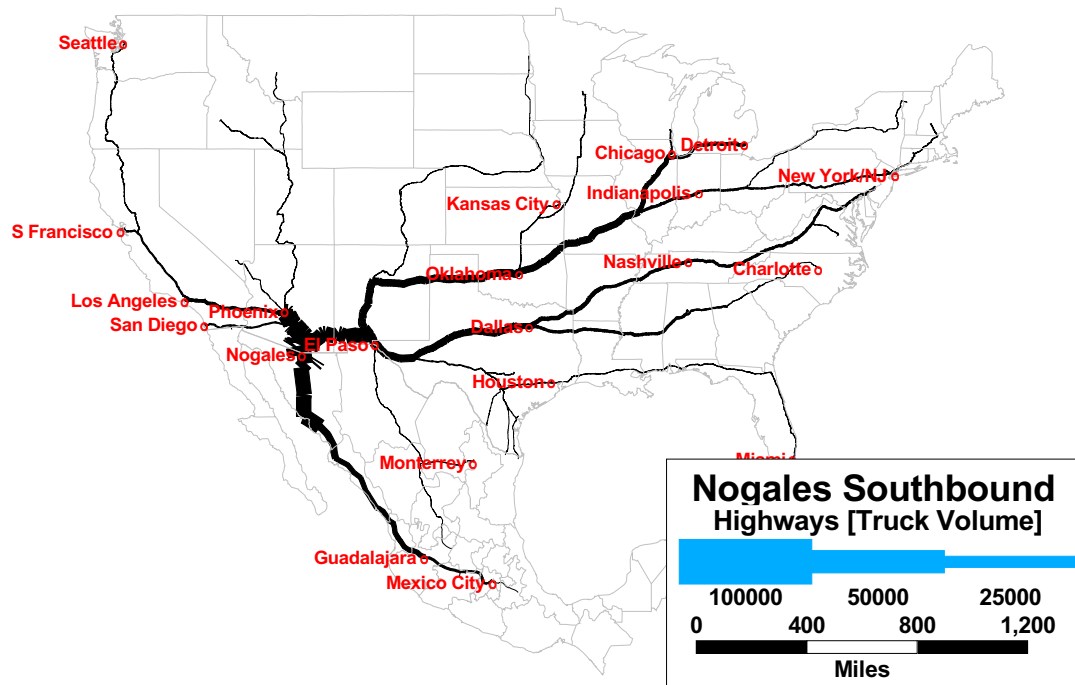 Seattle
Chicago
Detroit
New York/NJ
Indianapolis
Kansas City
S Francisco
Nashville
Charlotte
Oklahoma
Los Angeles
Phoenix
San Diego
Dallas
El Paso
Nogales
Houston
Miami
Monterrey
Guadalajara
Mexico City
Nogales Southbound
Highways [Truck Volume]
100000 50000 25000
0 400 800 1,200
Miles